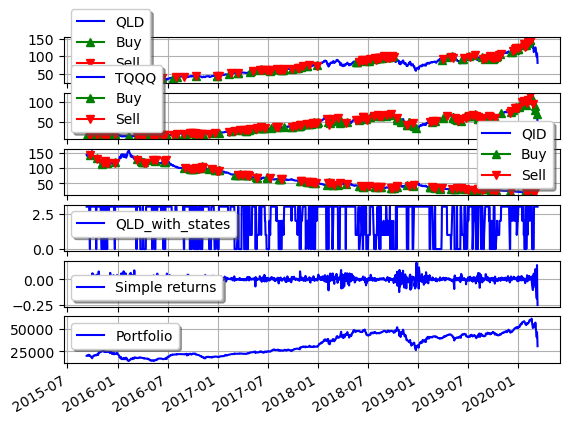 QLD
Buy
Sell
150
100
50
TQQQ
Buy
Sell
100
50
QID
Buy
Sell
150
100
50
QLD_with_states
2.5
0.0
Simple returns
0.00
−0.25
Portfolio
50000
25000
2015-07
2016-01
2016-07
2017-01
2017-07
2018-01
2018-07
2019-01
2019-07
2020-01